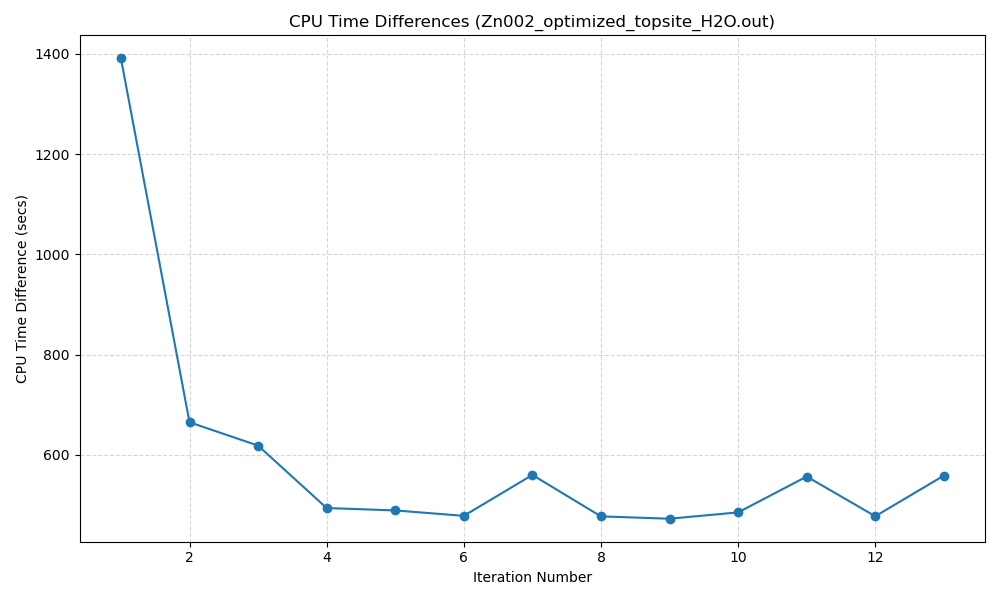 CPU Time Differences (Zn002_optimized_topsite_H2O.out)
1400
1200
1000
800
600
CPU Time Difference (secs)
2 4 6 8 10 12
Iteration Number